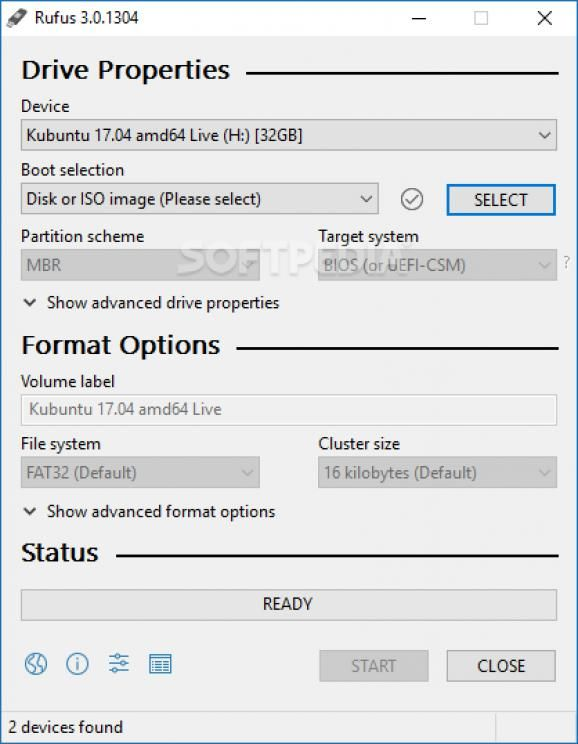 Rufus 3.0.1304
Drive Properties
Device
Kubuntu 17.04 amd64 Live (H:) [32GB]
Boot selection
Disk or ISO image (Please select)
SELECT
Partition scheme
Target system
MBR
BIOS (or UEFI-CSM)
?
SOFTPEDIA
Show advanced drive properties
Format Options
Volume label
Kubuntu 17.04 amd64 Live
File system
Cluster size
FAT32 (Default)
16 kilobytes (Default)
Show advanced format options
Status
READY
START
CLOSE
2 devices found